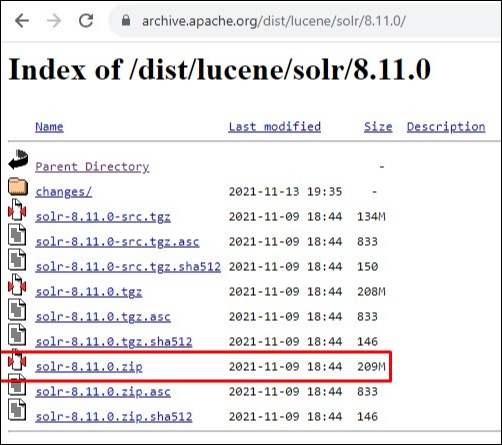 archive.apache.org/dist/lucene/solr/8.11.0/
Index of /dist/lucene/solr/8.11.0
Name Last modified Size Description
Parent Directory -
changes/ 2021-11-13 19:35 -
solr-8.11.0-src.tgz 2021-11-09 18:44 134M
solr-8.11.0-src.tgz.asc 2021-11-09 18:44 833
solr-8.11.0-src.tgz.sha512 2021-11-09 18:44 150
solr-8.11.0.tgz 2021-11-09 18:44 208M
solr-8.11.0.tgz.asc 2021-11-09 18:44 833
solr-8.11.0.tgz.sha512 2021-11-09 18:44 146
solr-8.11.0.zip 2021-11-09 18:44 209M
solr-8.11.0.zip.asc 2021-11-09 18:44 833
solr-8.11.0.zip.sha512 2021-11-09 18:44 146